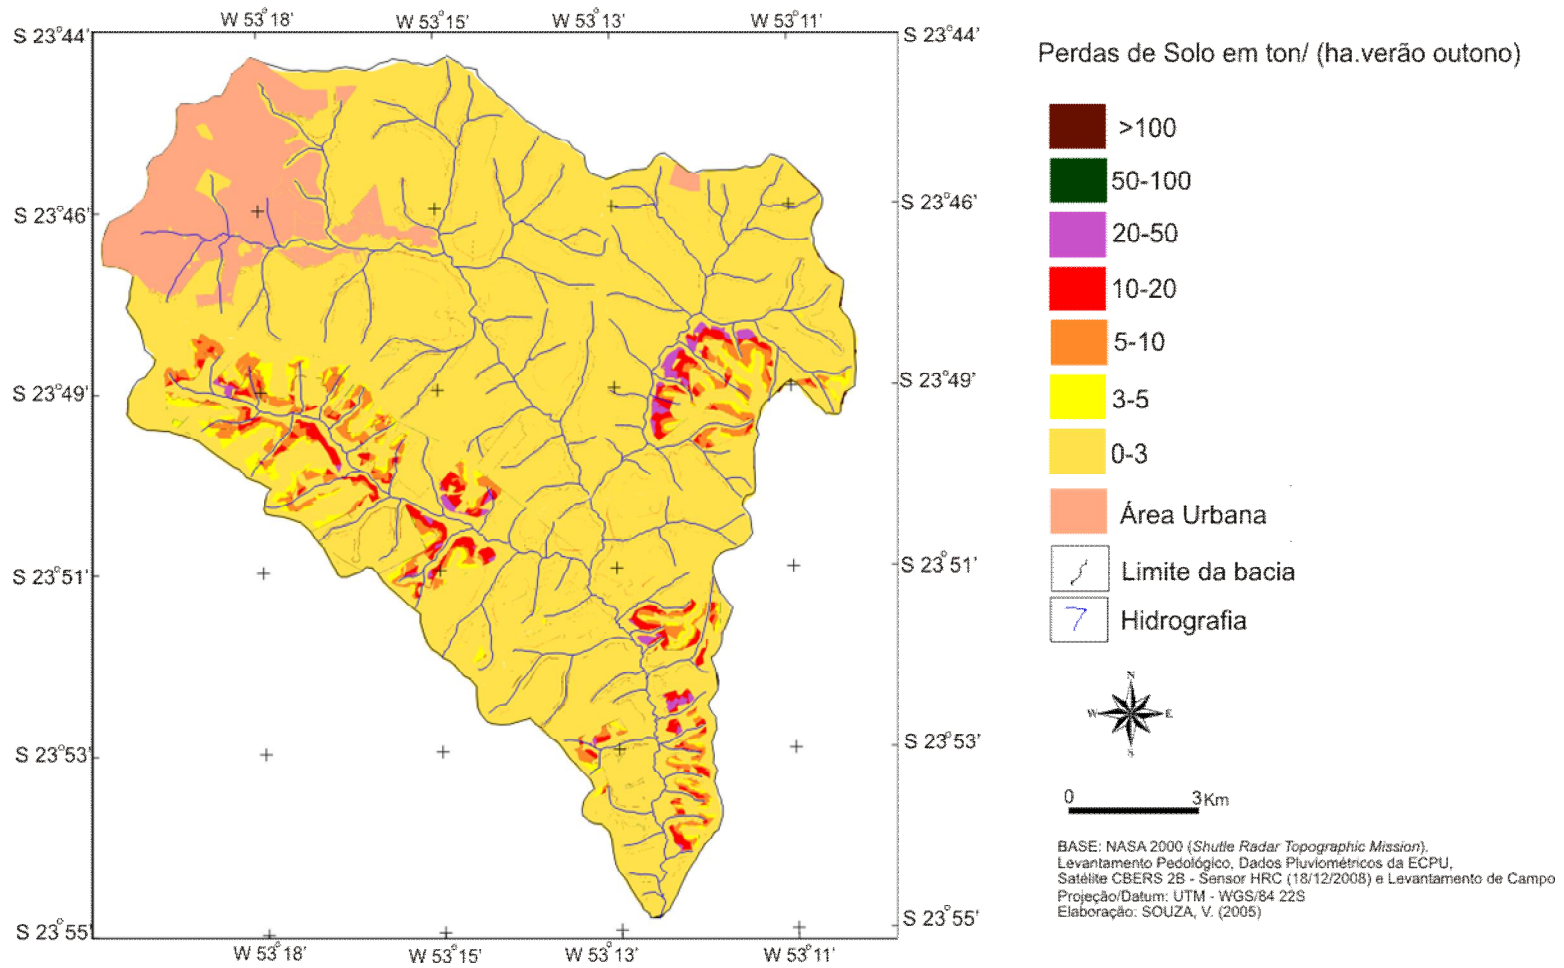 W 53°18' W 53°15' W 53°13' W 53°11'
S 23°44' S 23°44'
Perdas de Solo em ton/ (ha.verão outono)
>100
50-100
S 23°46' S 23°46'
20-50
10-20
5-10
S 23°49' S 23°49'
3-5
0-3
Área Urbana
S 23°51' S 23°51'
Limite da bacia
Hidrografia
N
W E
S
S 23°53' S 23°53'
0 3Km
BASE: NASA 2000 (Shutle Radar Topographic Mission),
Levantamento Pedológico, Dados Pluviométricos da ECPU,
Satélite CBERS 2B - Sensor HRC (18/12/2008) e Levantamento de Campo
Projeção/Datum: UTM - WGS/84 22S
Elaboração: SOUZA, V. (2005)
S 23°55' S 23°55'
W 53°18' W 53°15' W 53°13' W 53°11'